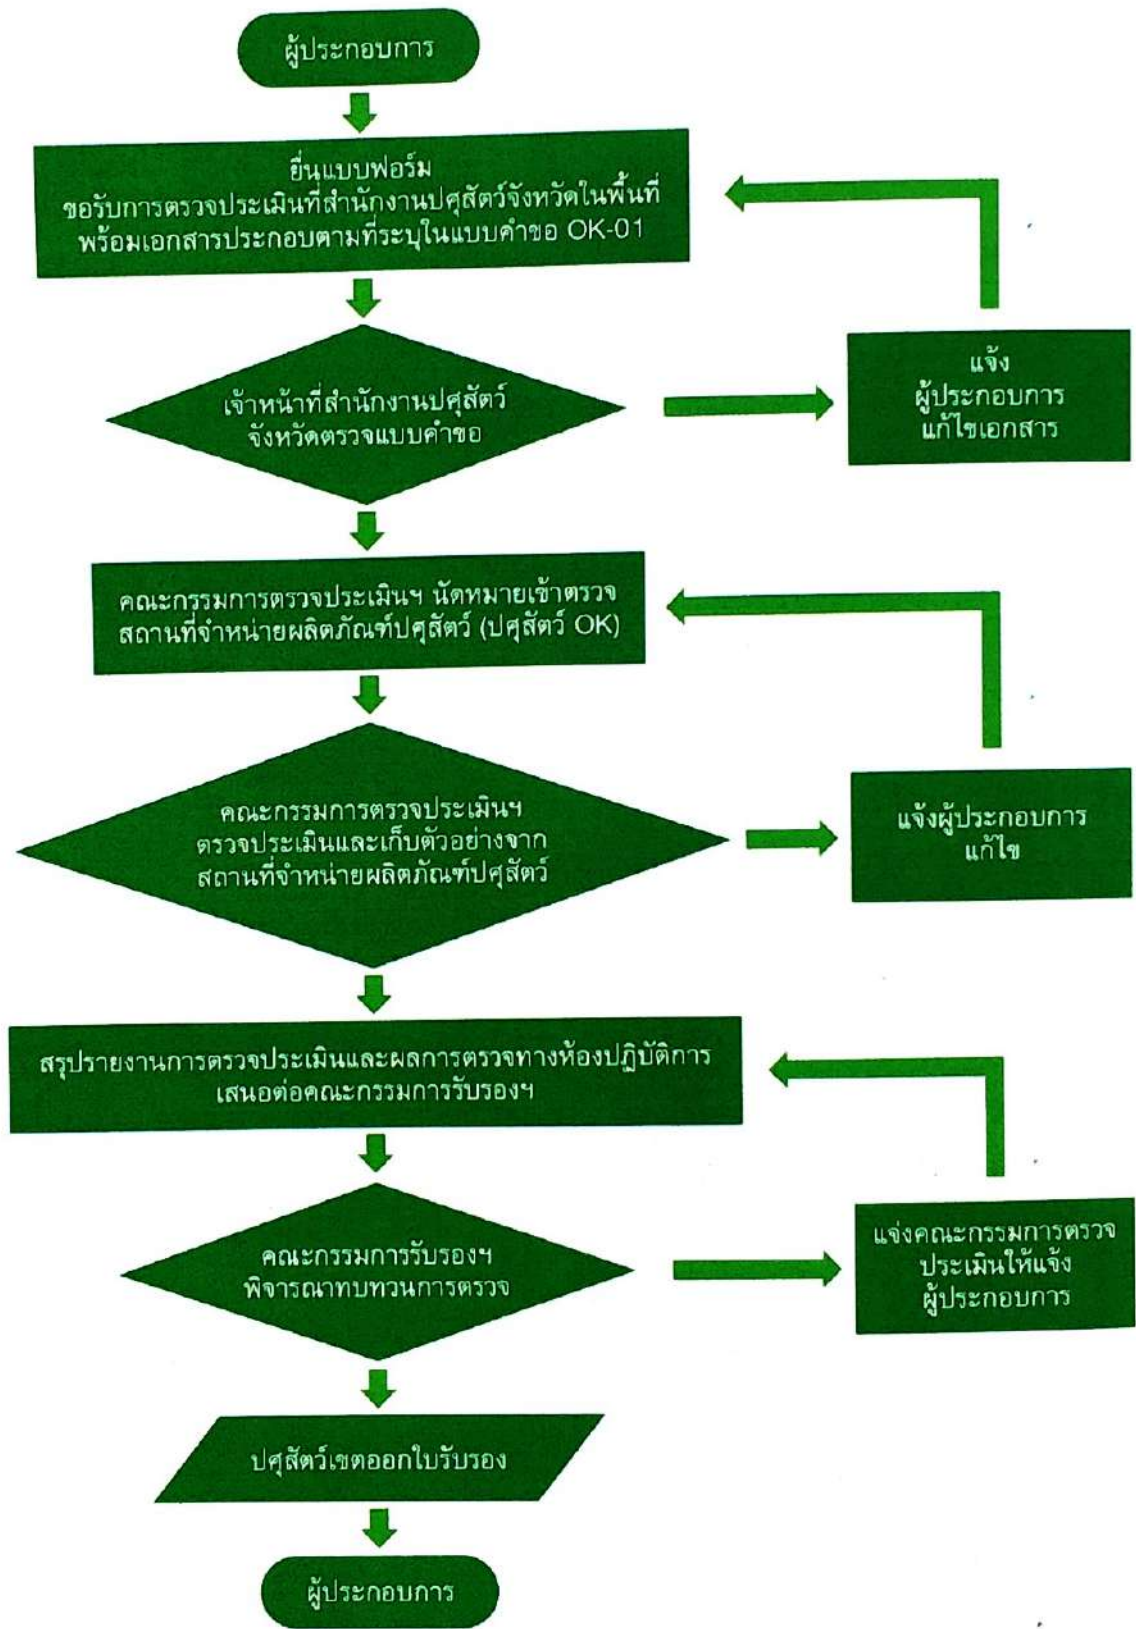 ผู้ประกอบการ
ยื่นแบบฟอร์ม
ขอรับการตรวจประเมินที่สำนักงานปศุสัตว์จังหวัดในพื้นที่
พร้อมเอกสารประกอบตามที่ระบุในแบบคำขอ OK-01
เจ้าหน้าที่สำนักงานปศุสัตว์
จังหวัดตรวจแบบคำขอ
แจ้ง
ผู้ประกอบการ
แก้ไขเอกสาร
คณะกรรมการตรวจประเมินฯ นัดหมายเข้าตรวจ
สถานที่จำหน่ายผลิตภัณฑ์ปศุสัตว์ (ปศุสัตว์ OK)
คณะกรรมการตรวจประเมินฯ
ตรวจประเมินและเก็บตัวอย่างจาก
สถานที่จำหน่ายผลิตภัณฑ์ปศุสัตว์
แจ้งผู้ประกอบการ
แก้ไข
สรุปรายงานการตรวจประเมินและผลการตรวจทางห้องปฏิบัติการ
เสนอต่อคณะกรรมการรับรองฯ
คณะกรรมการรับรองฯ
พิจารณาทบทวนการตรวจ
แจ่งคณะกรรมการตรวจ
ประเมินให้แจ้ง
ผู้ประกอบการ
ปศุสัตว์เขตออกใบรับรอง
ผู้ประกอบการ